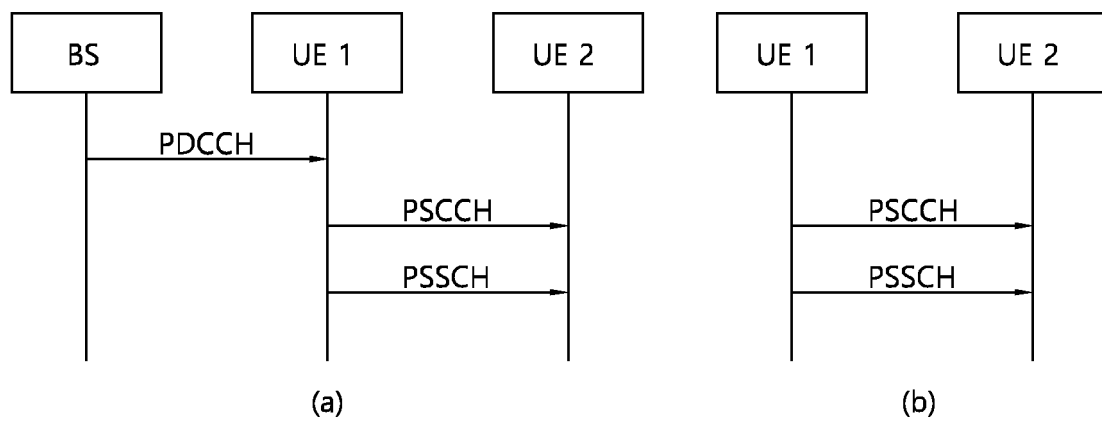 BS UE 1 UE 2 UE 1 UE 2
PDCCH
PSCCH PSCCH
PSSCH PSSCH
(a) (b)